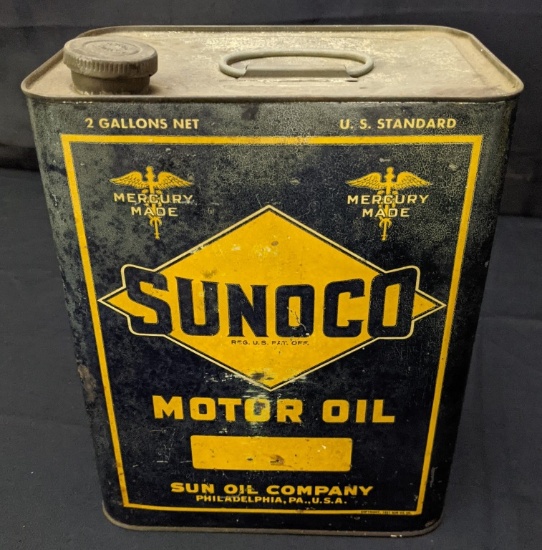 2 GALLONS NET U. S. STANDARD
MERCURY MADE
MERCURY MADE
SUNOCO
REG. U.S. PAT. OFF.
MOTOR OIL
SUN OIL COMPANY
PHILADELPHIA, PA., U.S.A.